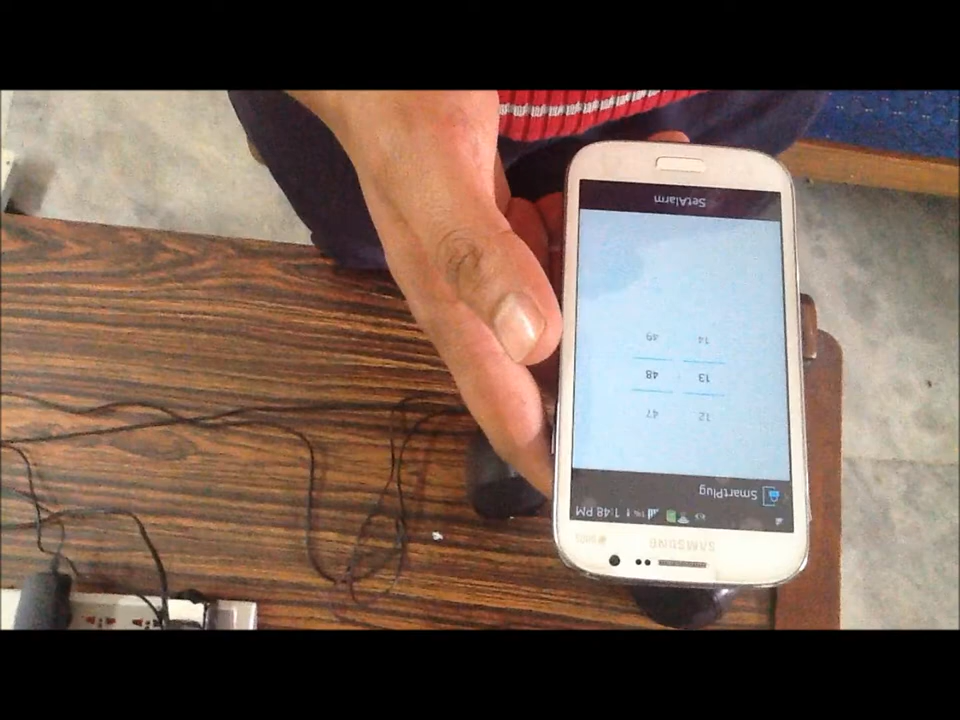 SAMSUNG
1:48 PM
SmartPlug
12 47
13 : 48
14 49
SetAlarm